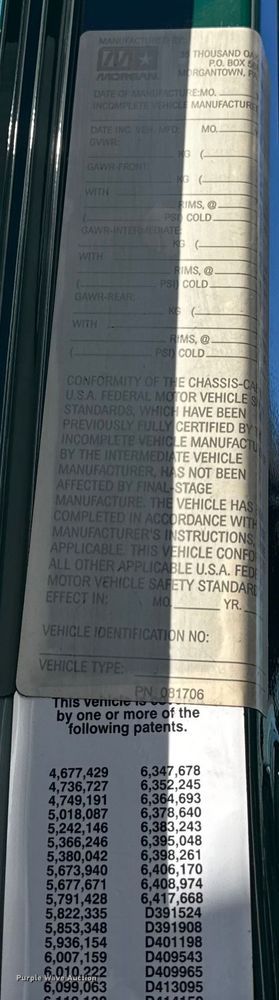 MANUFACTURED BY:
MORGAN
THOUSAND OA
P.O. BOX 5
MORGANTOWN, P
DATE OF MANUFACTURE: MO.
INCOMPLETE VEHICLE MANUFACTURE
DATE INC. VEH. MFD: MO.
GVWR:
KG (
GAWR-FRONT:
KG (
WITH
RIMS, @
( PSI) COLD
GAWR-INTERMEDIATE:
KG (
WITH
RIMS, @
( PSI) COLD
GAWR-REAR:
KG (
WITH
RIMS, @
( PSI) COLD
CONFORMITY OF THE CHASSIS-CA
U.S.A. FEDERAL MOTOR VEHICLE S
STANDARDS, WHICH HAVE BEEN
PREVIOUSLY FULLY CERTIFIED BY T
INCOMPLETE VEHICLE MANUFACTU
BY THE INTERMEDIATE VEHICLE
MANUFACTURER, HAS NOT BEEN
AFFECTED BY FINAL-STAGE
MANUFACTURE. THE VEHICLE HAS
COMPLETED IN ACCORDANCE WITH
MANUFACTURER'S INSTRUCTIONS
APPLICABLE. THIS VEHICLE CONFO
ALL OTHER APPLICABLE U.S.A. FED
MOTOR VEHICLE SAFETY STANDARD
EFFECT IN: MO. YR.
VEHICLE IDENTIFICATION NO:
VEHICLE TYPE:
PN 081706
This vehicle is
by one or more of the
following patents.
4,677,429 6,347,678
4,736,727 6,352,245
4,749,191 6,364,693
5,018,087 6,378,640
5,242,146 6,383,243
5,366,246 6,395,048
5,380,042 6,398,261
5,673,940 6,406,170
5,677,671 6,408,974
5,791,428 6,417,668
5,822,335 D391524
5,853,348 D391908
5,936,154 D401198
6,007,159 D409543
6,010,222 D409965
6,099,063 D413095
Purple Wave Auction